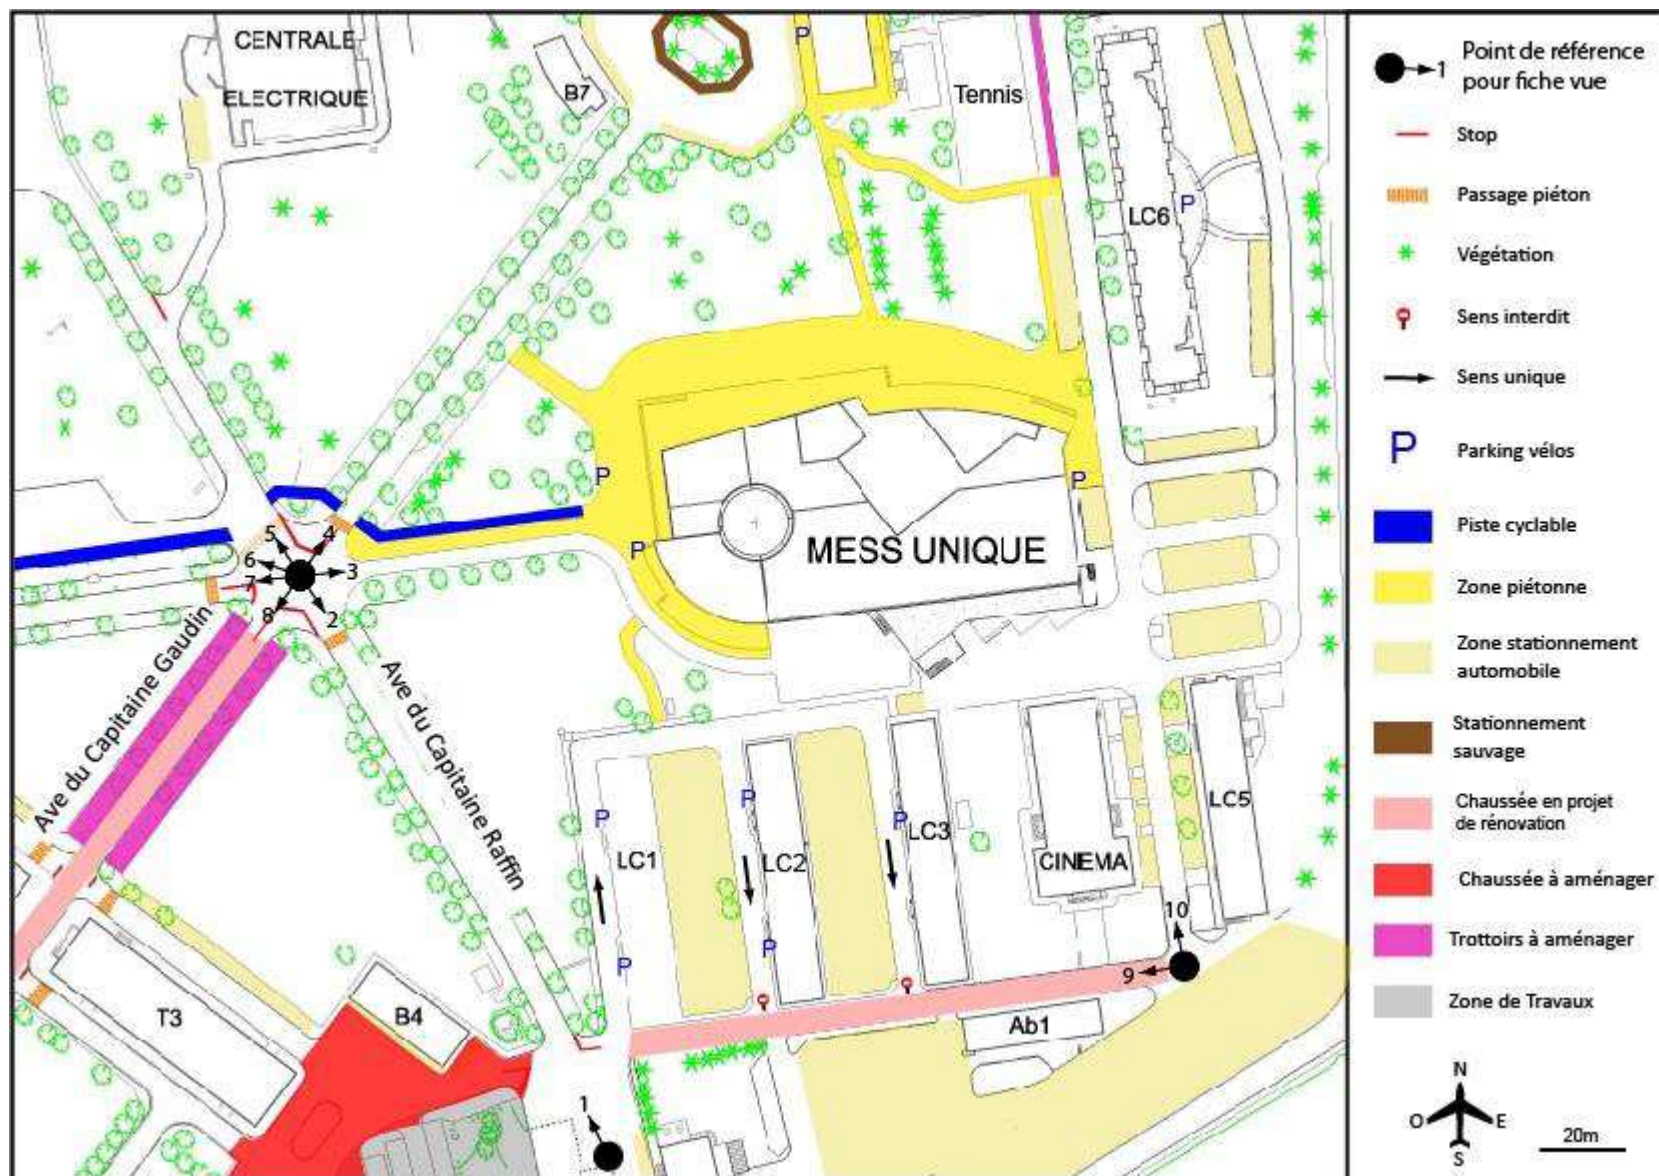 CENTRALE
ELECTRIQUE
B7
P
Tennis
LC6
P
P
P
P
MESS UNIQUE
5
4
6
3
7
8
2
Ave du Capitaine Gaudin
Ave du Capitaine Raffin
P
P
P
LC1
LC2
LC3
CINEMA
LC5
P
P
10
9
T3
B4
Ab1
1
1
Point de référence
pour fiche vue
Stop
Passage piéton
Végétation
Sens interdit
Sens unique
P
Parking vélos
Piste cyclable
Zone piétonne
Zone stationnement
automobile
Stationnement
sauvage
Chaussée en projet
de rénovation
Chaussée à aménager
Trottoirs à aménager
Zone de Travaux
N
O
E
S
20m